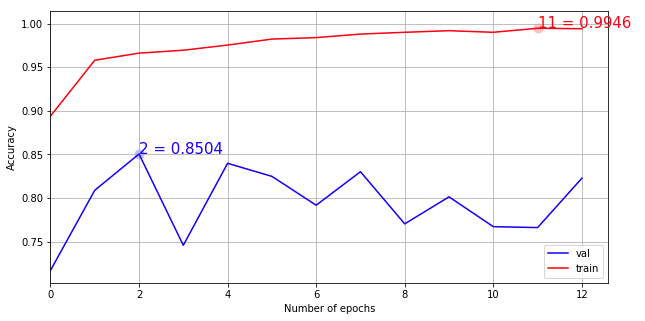 11 = 0.9946
1.00
0.95
0.90
0.85
0.80
0.75
2 = 0.8504
Accuracy
val
train
0 2 4 6 8 10 12
Number of epochs